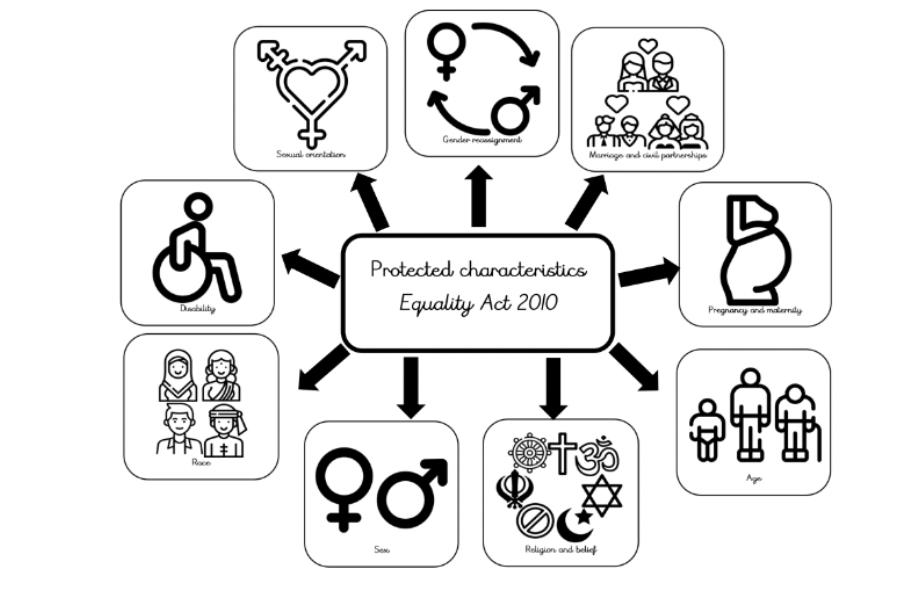 Sexual orientation
Gender reassignment
Marriage and civil partnerships
Disability
Protected characteristics
Equality Act 2010
Pregnancy and maternity
Race
Age
Sex
Religion and belief